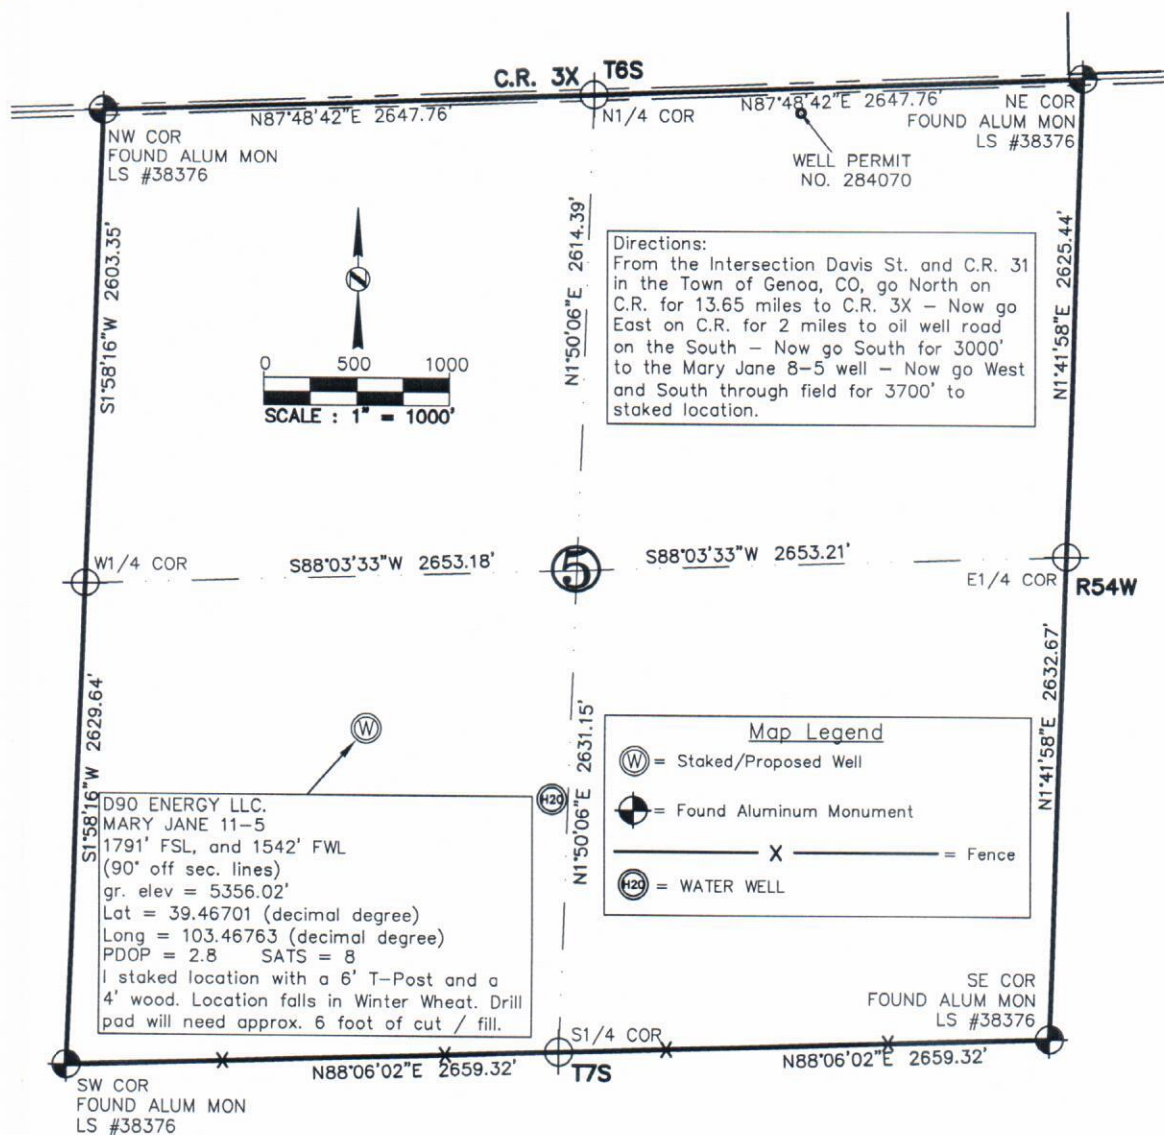 C.R. 3X
T6S
N87°48'42"E 2647.76'
N1/4 COR
N87°48'42"E 2647.76'
NW COR
FOUND ALUM MON
LS #38376
NE COR
FOUND ALUM MON
LS #38376
WELL PERMIT
NO. 284070
S1°58'16"W 2603.35'
N1°50'06"E 2614.39'
N1°41'58"E 2625.44'
N
0 500 1000
SCALE : 1" = 1000'
Directions:
From the Intersection Davis St. and C.R. 31
in the Town of Genoa, CO, go North on
C.R. for 13.65 miles to C.R. 3X – Now go
East on C.R. for 2 miles to oil well road
on the South – Now go South for 3000'
to the Mary Jane 8–5 well – Now go West
and South through field for 3700' to
staked location.
W1/4 COR
S88°03'33"W 2653.18'
5
S88°03'33"W 2653.21'
E1/4 COR
R54W
S1°58'16"W 2629.64'
N1°50'06"E 2631.15'
N1°41'58"E 2632.67'
W
H20
D90 ENERGY LLC.
MARY JANE 11–5
1791' FSL, and 1542' FWL
(90° off sec. lines)
gr. elev = 5356.02'
Lat = 39.46701 (decimal degree)
Long = 103.46763 (decimal degree)
PDOP = 2.8 SATS = 8
I staked location with a 6' T–Post and a
4' wood. Location falls in Winter Wheat. Drill
pad will need approx. 6 foot of cut / fill.
Map Legend
W = Staked/Proposed Well
= Found Aluminum Monument
X = Fence
H20 = WATER WELL
SE COR
FOUND ALUM MON
LS #38376
S1/4 COR
T7S
X X X X
N88°06'02"E 2659.32'
N88°06'02"E 2659.32'
SW COR
FOUND ALUM MON
LS #38376